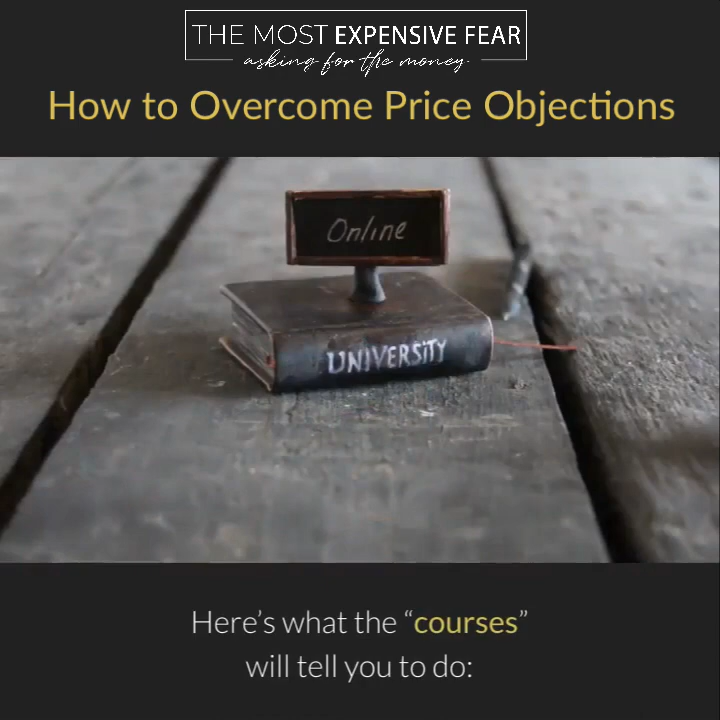 THE MOST EXPENSIVE FEAR
asking for the money
How to Overcome Price Objections
Online
UNIVERSITY
Here's what the “courses”
will tell you to do: